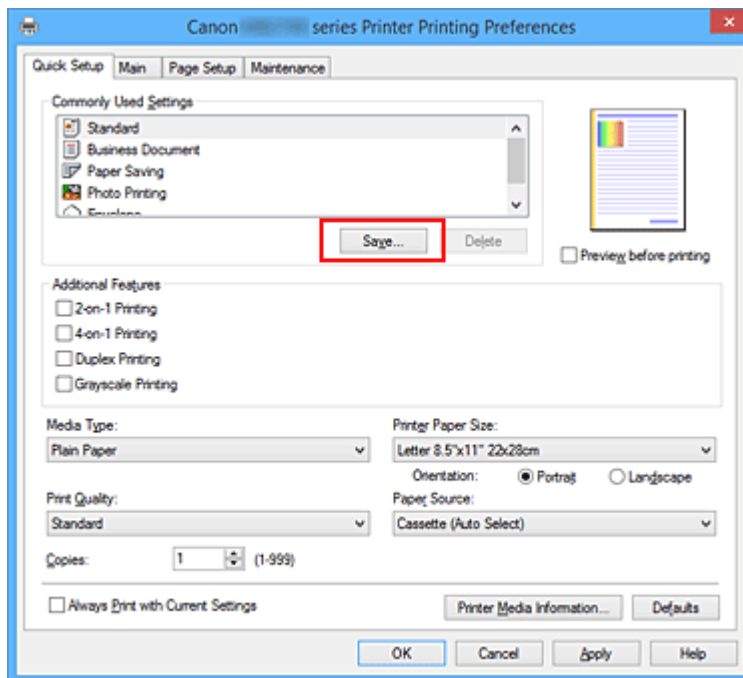 Canon series Printer Printing Preferences
Quick Setup Main Page Setup Maintenance
Commonly Used Settings
Standard
Business Document
Paper Saving
Photo Printing
Envelope
Save... Delete
Preview before printing
Additional Features
2-on-1 Printing
4-on-1 Printing
Duplex Printing
Grayscale Printing
Media Type: Printer Paper Size:
Plain Paper Letter 8.5"x11" 22x28cm
Orientation: Portrait Landscape
Print Quality: Paper Source:
Standard Cassette (Auto Select)
Copies: 1 (1-999)
Always Print with Current Settings Printer Media Information... Defaults
OK Cancel Apply Help